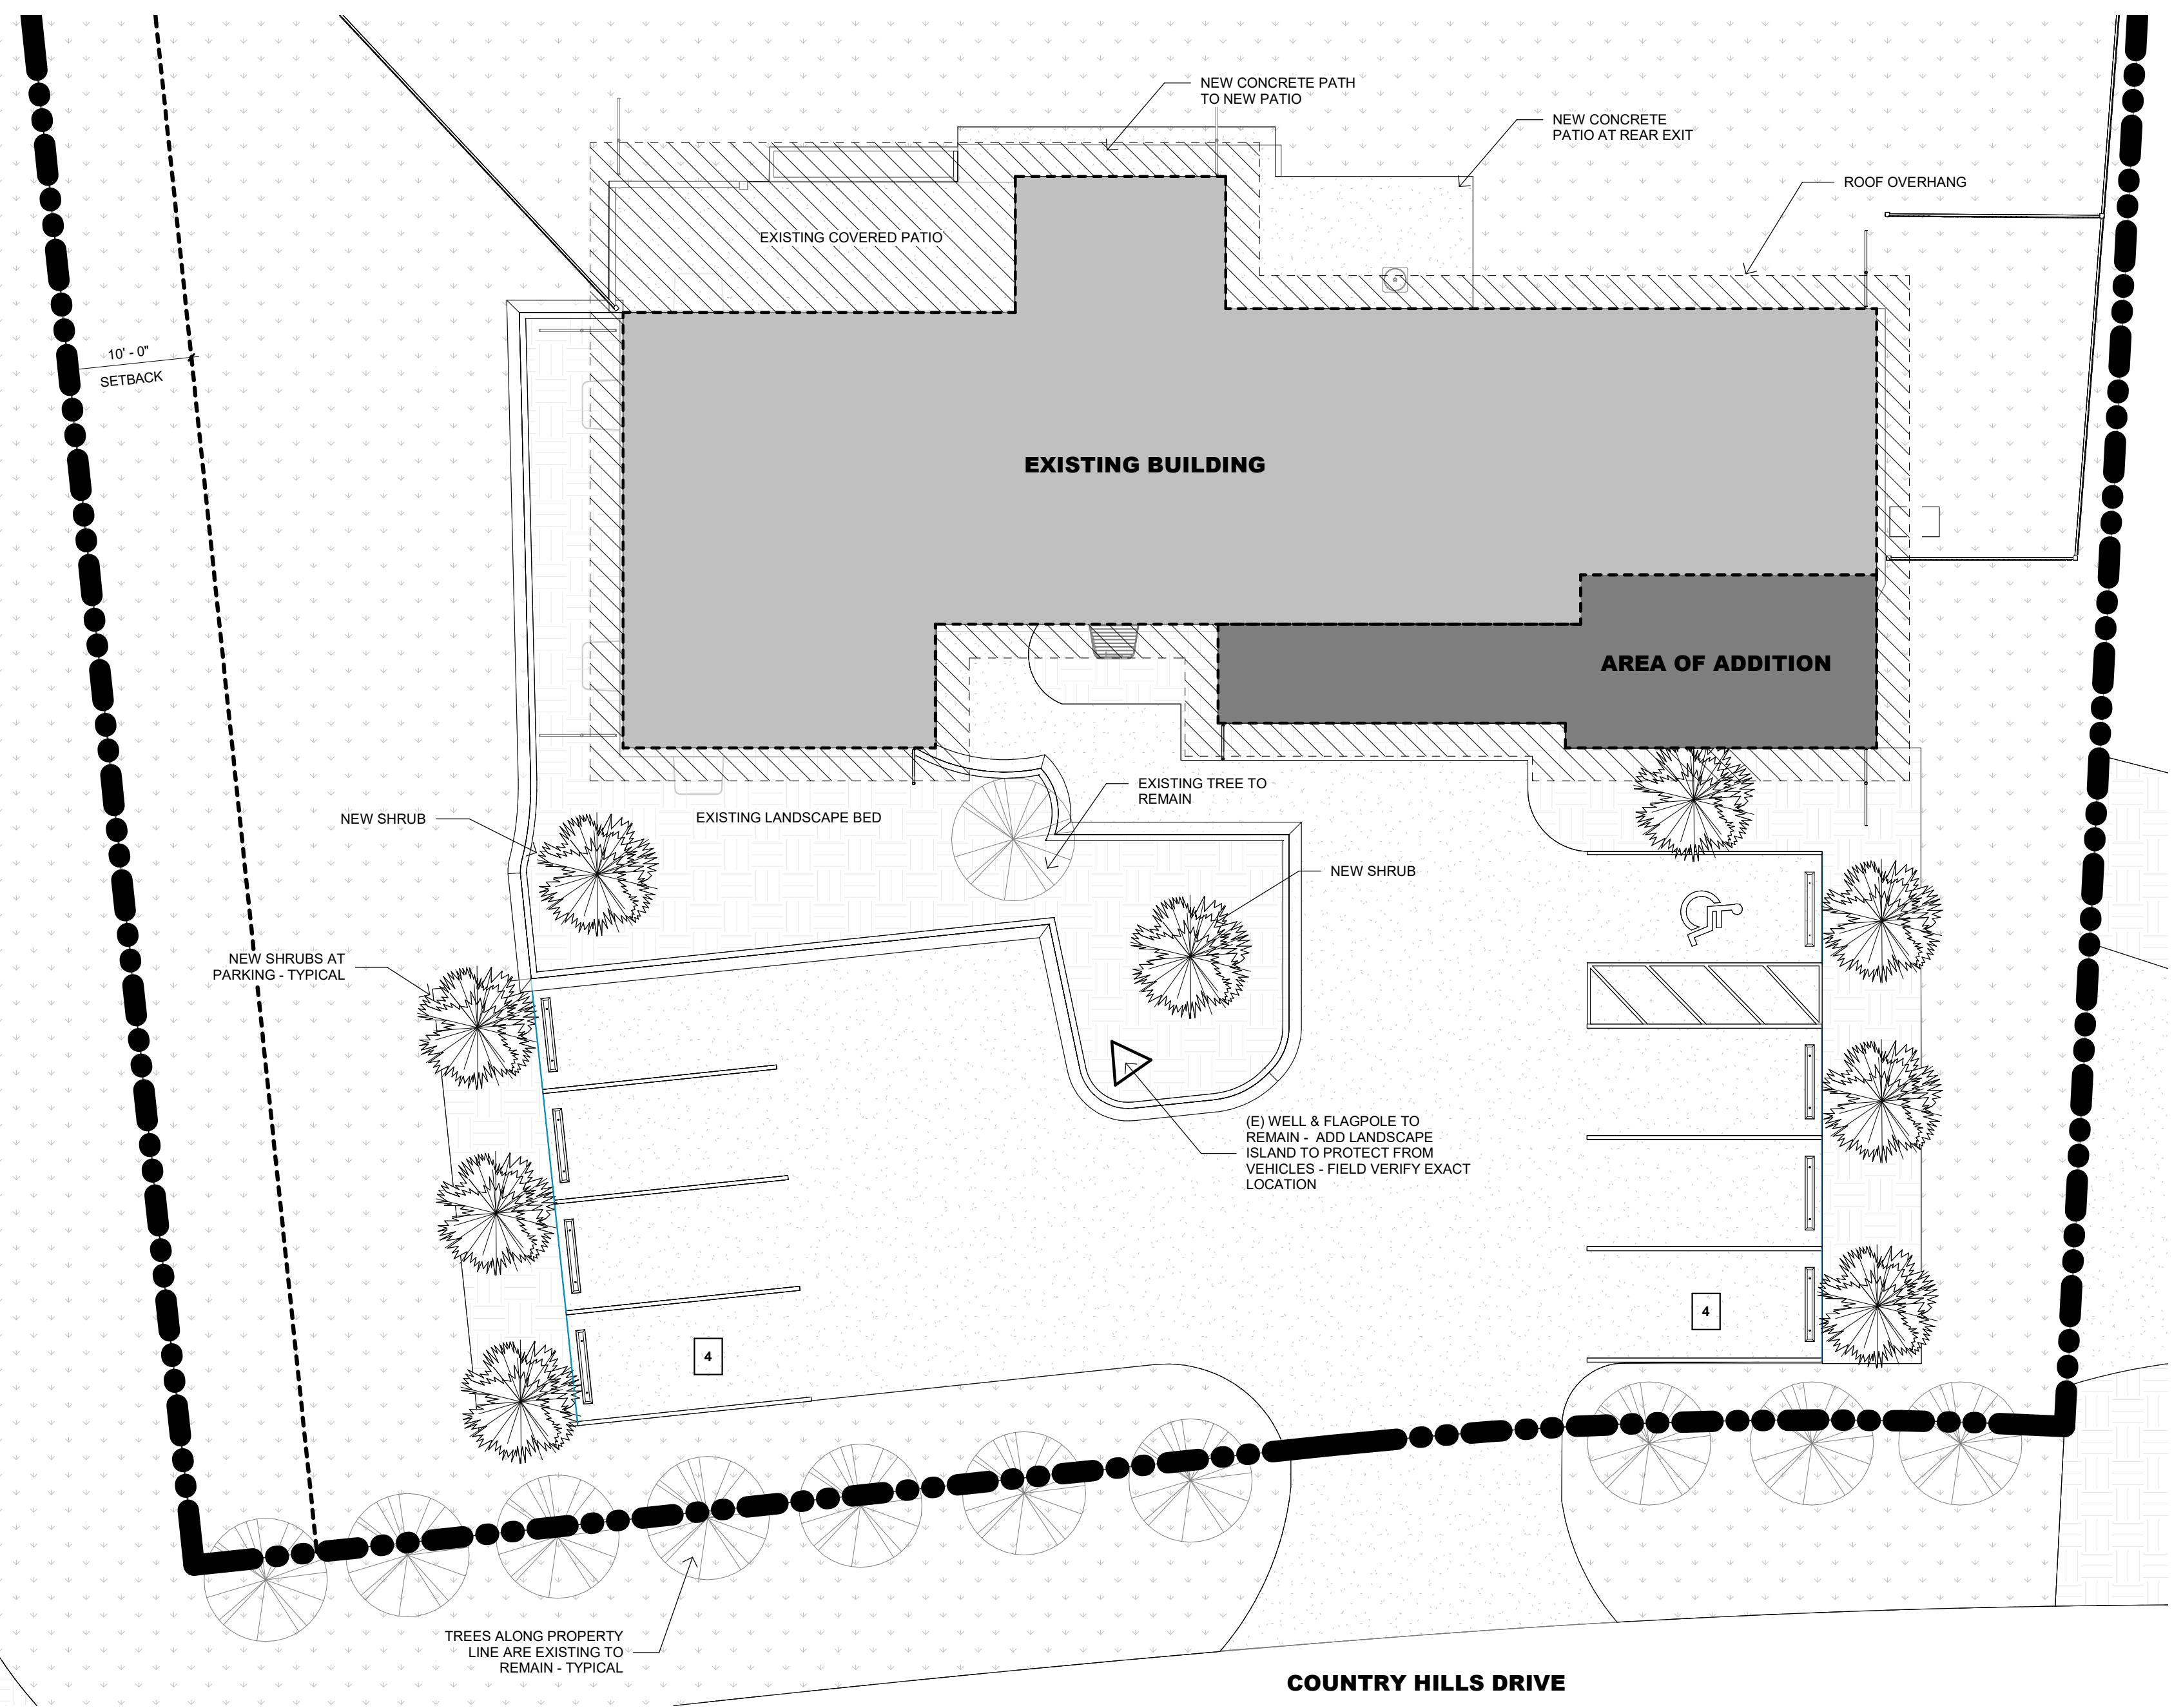 NEW CONCRETE PATH
TO NEW PATIO
NEW CONCRETE
PATIO AT REAR EXIT
ROOF OVERHANG
EXISTING COVERED PATIO
10' - 0"
SETBACK
EXISTING BUILDING
AREA OF ADDITION
EXISTING TREE TO
REMAIN
NEW SHRUB
EXISTING LANDSCAPE BED
NEW SHRUB
NEW SHRUBS AT
PARKING - TYPICAL
(E) WELL & FLAGPOLE TO
REMAIN - ADD LANDSCAPE
ISLAND TO PROTECT FROM
VEHICLES - FIELD VERIFY EXACT
LOCATION
4
4
TREES ALONG PROPERTY
LINE ARE EXISTING TO
REMAIN - TYPICAL
COUNTRY HILLS DRIVE